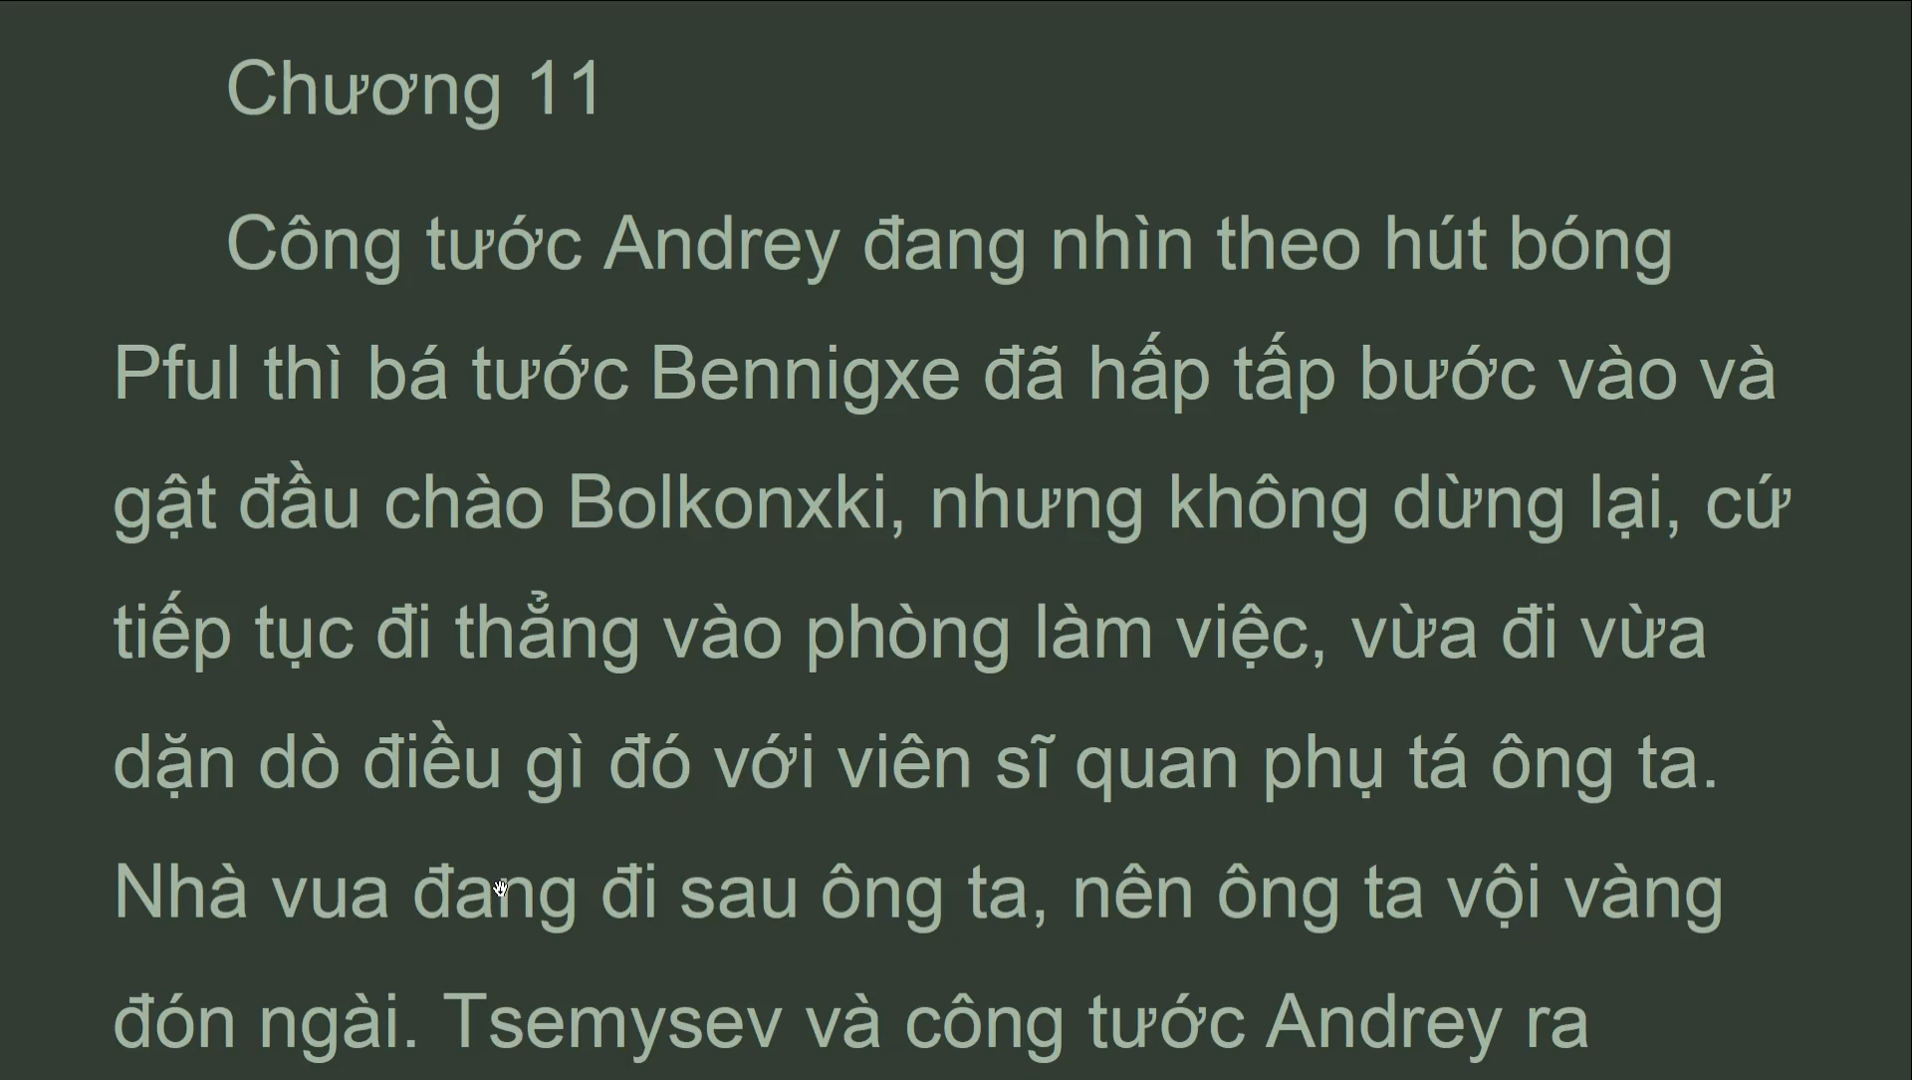 Chương 11
Công tước Andrey đang nhìn theo hút bóng
Pful thì bá tước Bennigxe đã hấp tấp bước vào và
gật đầu chào Bolkonxki, nhưng không dừng lại, cứ
tiếp tục đi thẳng vào phòng làm việc, vừa đi vừa
dặn dò điều gì đó với viên sĩ quan phụ tá ông ta.
Nhà vua đang đi sau ông ta, nên ông ta vội vàng
đón ngài. Tsemysev và công tước Andrey ra